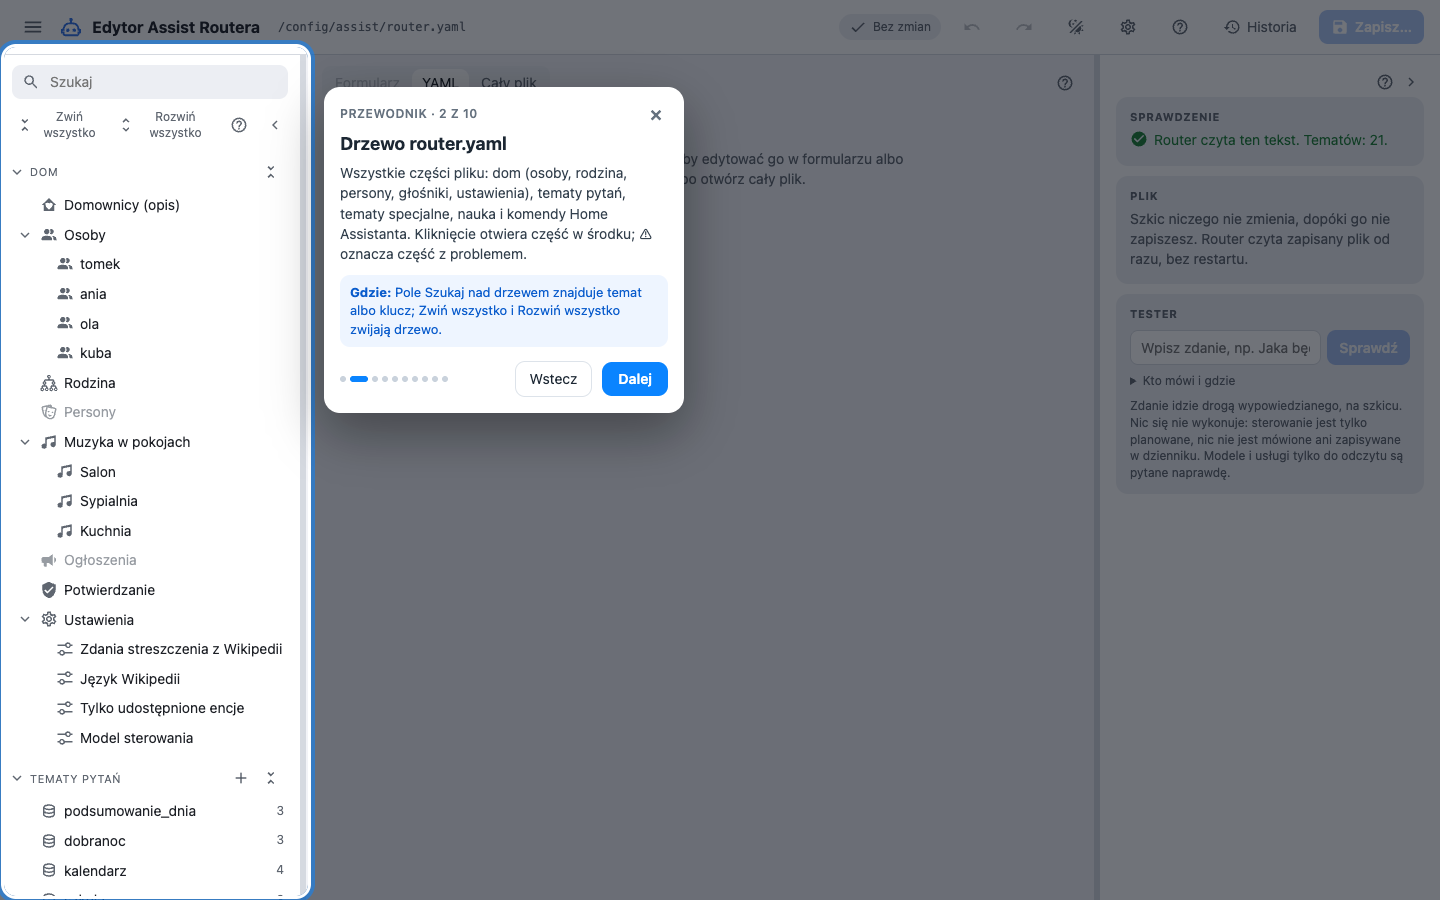 Edytor Assist Routera
/config/assist/router.yaml
Bez zmian
Historia
Zapisz...
Szukaj
Zwiń wszystko
Rozwiń wszystko
DOM
Domownicy (opis)
Osoby
tomek
ania
ola
kuba
Rodzina
Persony
Muzyka w pokojach
Salon
Sypialnia
Kuchnia
Ogłoszenia
Potwierdzanie
Ustawienia
Zdania streszczenia z Wikipedii
Język Wikipedii
Tylko udostępnione encje
Model sterowania
TEMATY PYTAŃ
podsumowanie_dnia 3
dobranoc 3
kalendarz 4
Formularz YAML Cały plik
by edytować go w formularzu albo
otwórz cały plik.
PRZEWODNIK · 2 Z 10
Drzewo router.yaml
Wszystkie części pliku: dom (osoby, rodzina,
persony, głośniki, ustawienia), tematy pytań,
tematy specjalne, nauka i komendy Home
Assistanta. Kliknięcie otwiera część w środku; ⚠
oznacza część z problemem.
Gdzie: Pole Szukaj nad drzewem znajduje temat
albo klucz; Zwiń wszystko i Rozwiń wszystko
zwijają drzewo.
Wstecz
Dalej
SPRAWDZENIE
Router czyta ten tekst. Tematów: 21.
PLIK
Szkic niczego nie zmienia, dopóki go nie
zapiszesz. Router czyta zapisany plik od
razu, bez restartu.
TESTER
Wpisz zdanie, np. Jaka bę
Sprawdź
Kto mówi i gdzie
Zdanie idzie drogą wypowiedzianego, na szkicu.
Nic się nie wykonuje: sterowanie jest tylko
planowane, nic nie jest mówione ani zapisywane
w dzienniku. Modele i usługi tylko do odczytu są
pytane naprawdę.